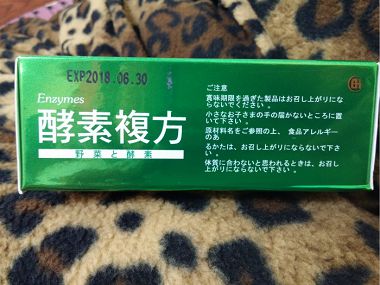 EXP2018.06.30
Enzymes
酵素複方
野菜と酵素
ご注意
賞味期限を過ぎた製品はお召し上がりにな
らないでください。
小さなお子さまの手の届かないところに置
いて下さい。
原材料名をご参照の上、食品アレルギーの
あ
るかたは、お召し上がりにならないで下さ
い。
体質に合わないと思われるときは、お召し
上がりにならないで下さい。